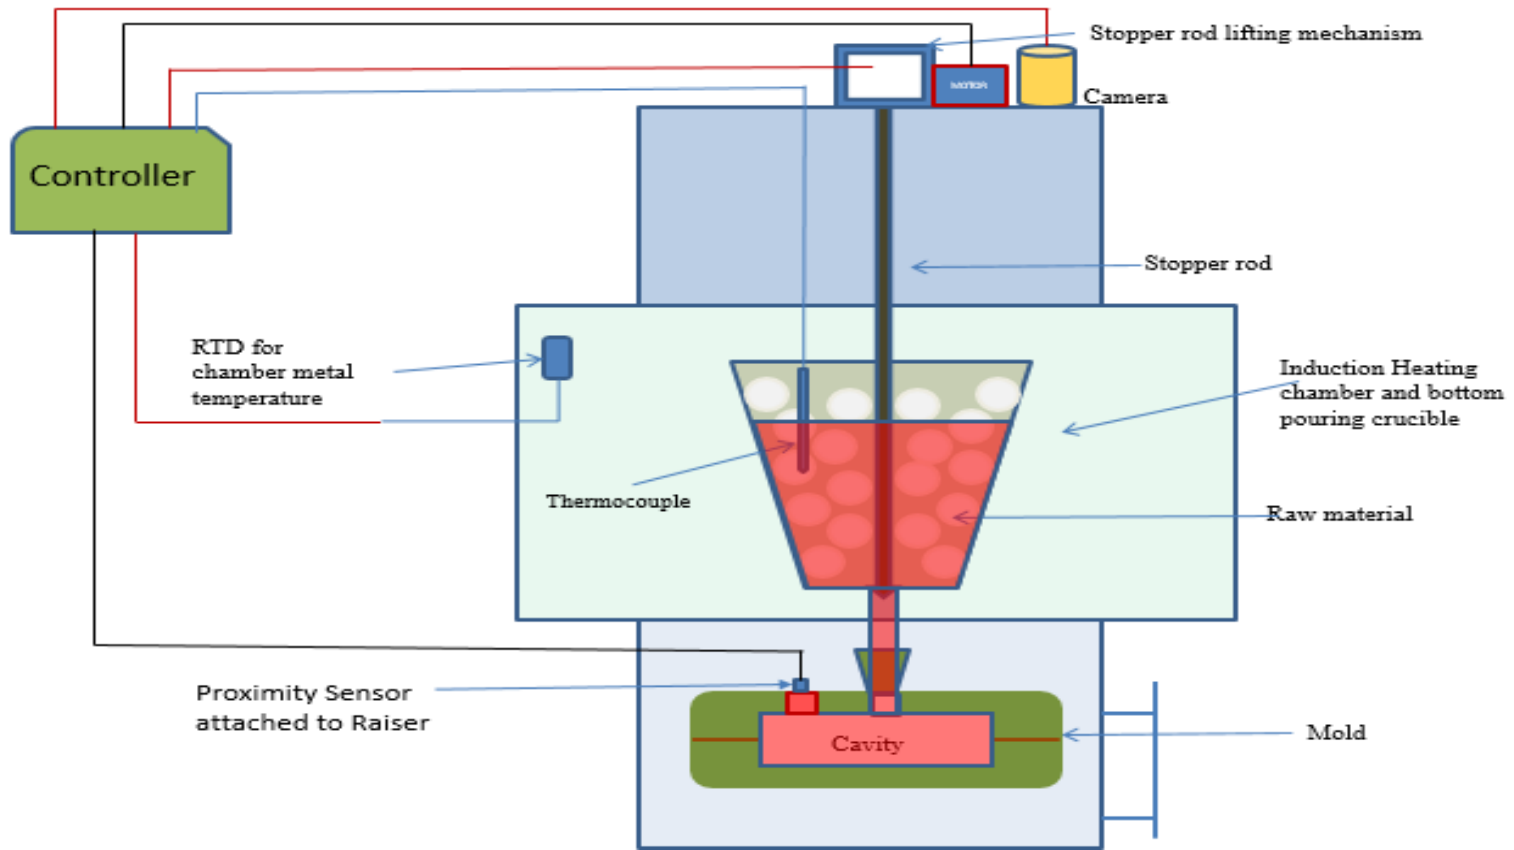 Stopper rod lifting mechanism
MOTOR
Camera
Controller
Stopper rod
RTD for
chamber metal
temperature
Induction Heating
chamber and bottom
pouring crucible
Thermocouple
Raw material
Proximity Sensor
attached to Raiser
Cavity
Mold